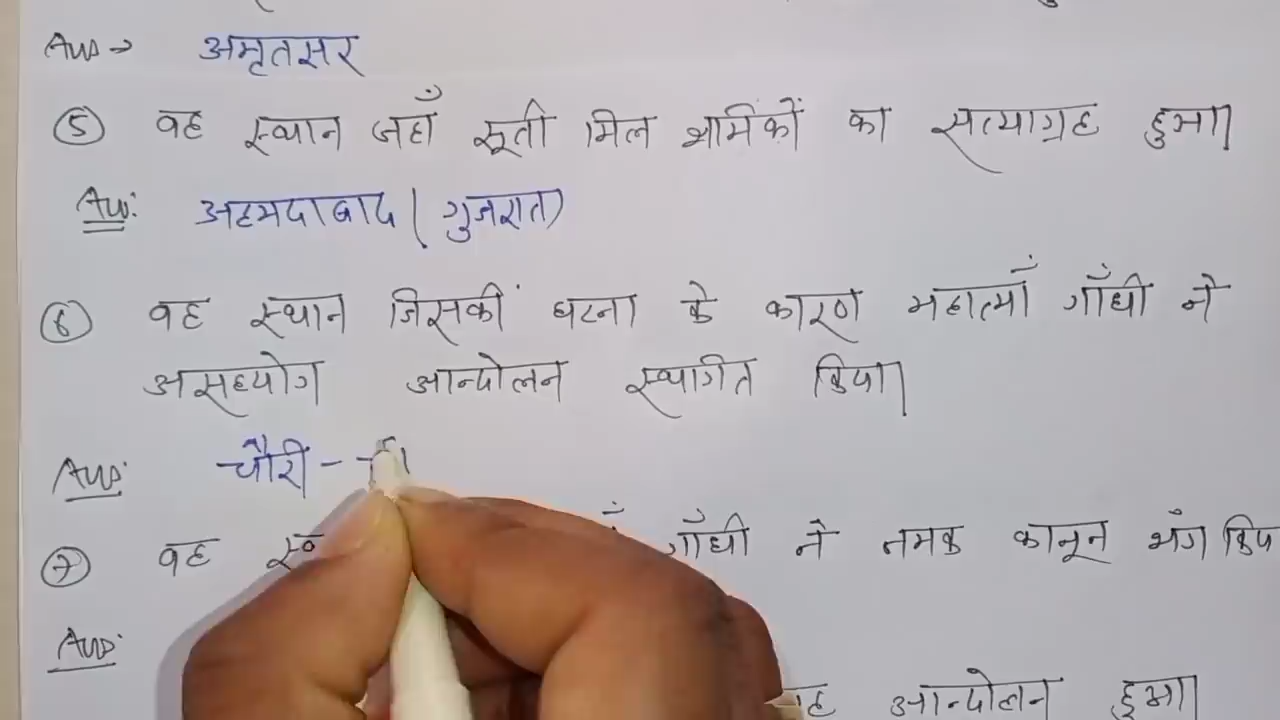 Ans → अमृतसर
⑤ वह स्थान जहाँ सूती मिल श्रमिकों का सत्याग्रह हुआ।
Ans: अहमदाबाद (गुजरात)
⑥ वह स्थान जिसकीं घटना के कारण महात्माँ गाँधी ने
असहयोग आन्दोलन स्थगित किया।
Ans: चौरी -
⑦ वह गाँधी ने नमक कानून भंग किय
Ans:
आन्दोलन हुआ।